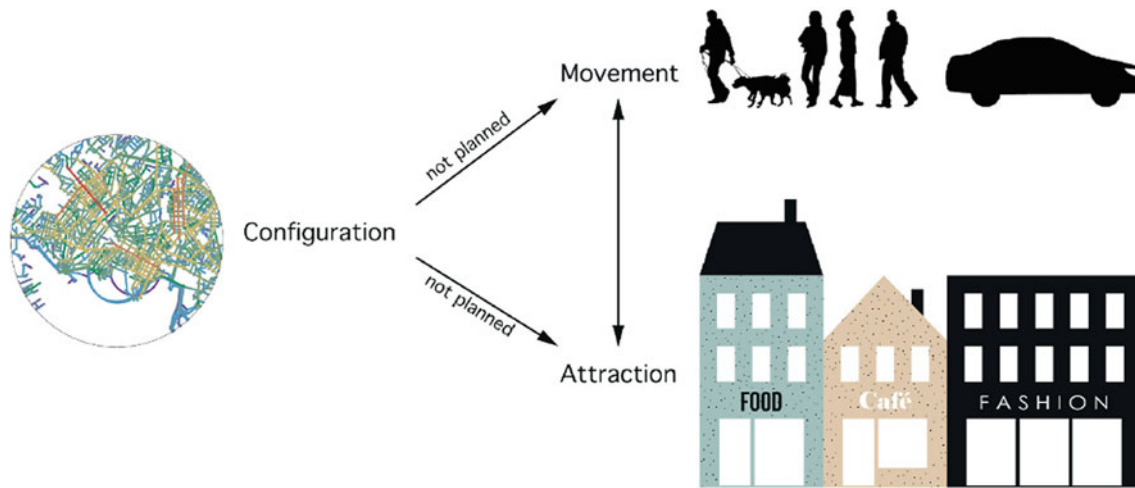 Movement
not planned
Configuration
not planned
Attraction
FOOD
Café
FASHION